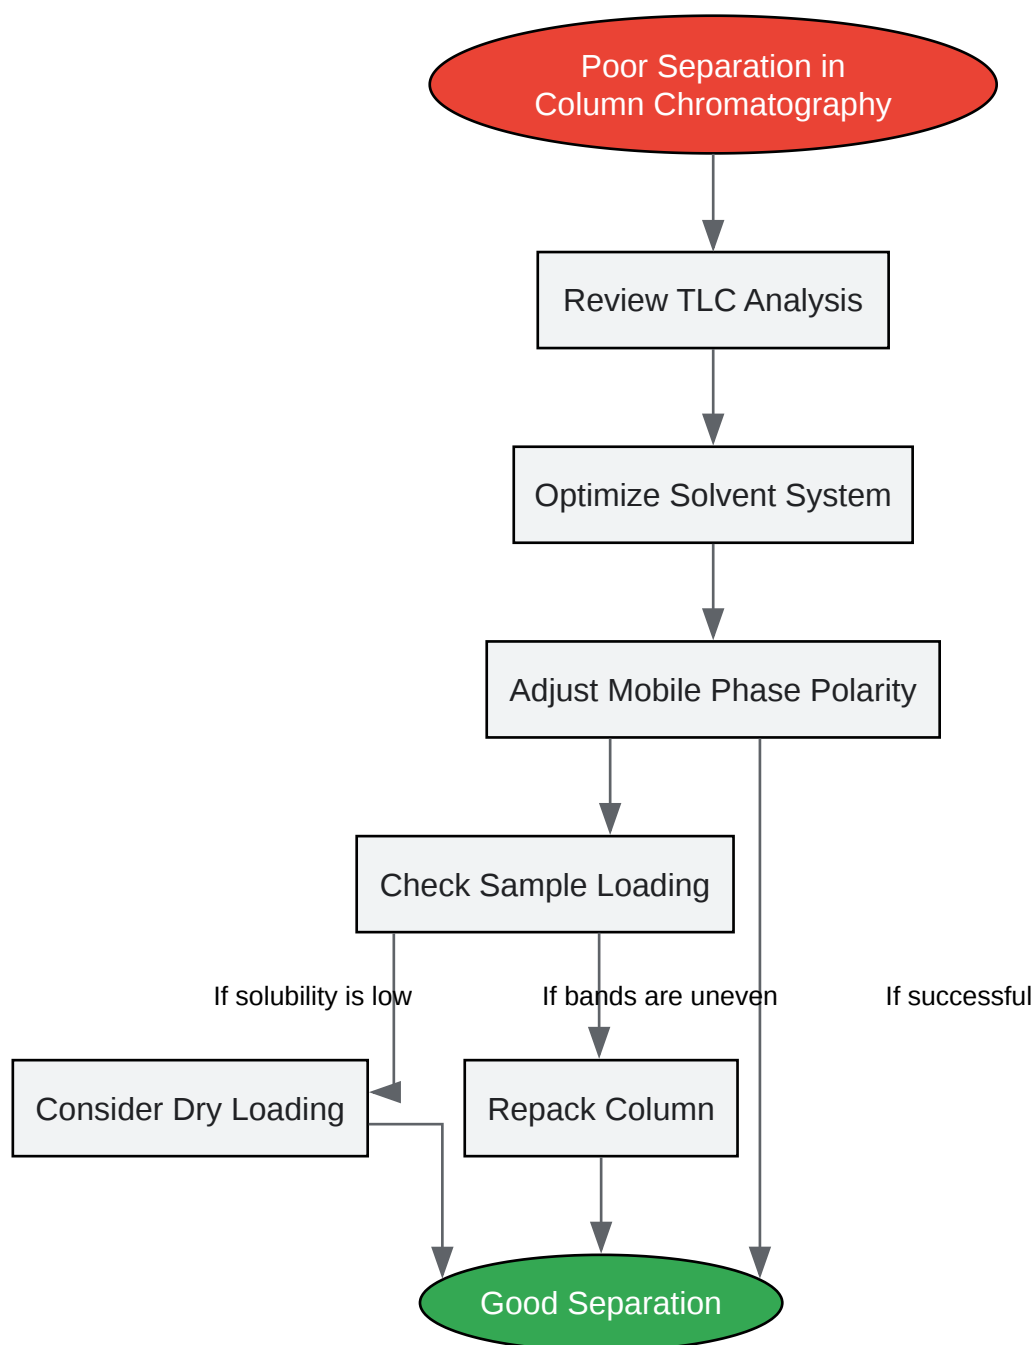 Poor Separation in
Column Chromatography
Review TLC Analysis
Optimize Solvent System
Adjust Mobile Phase Polarity
Check Sample Loading
If solubility is low
If bands are uneven
If successful
Consider Dry Loading
Repack Column
Good Separation